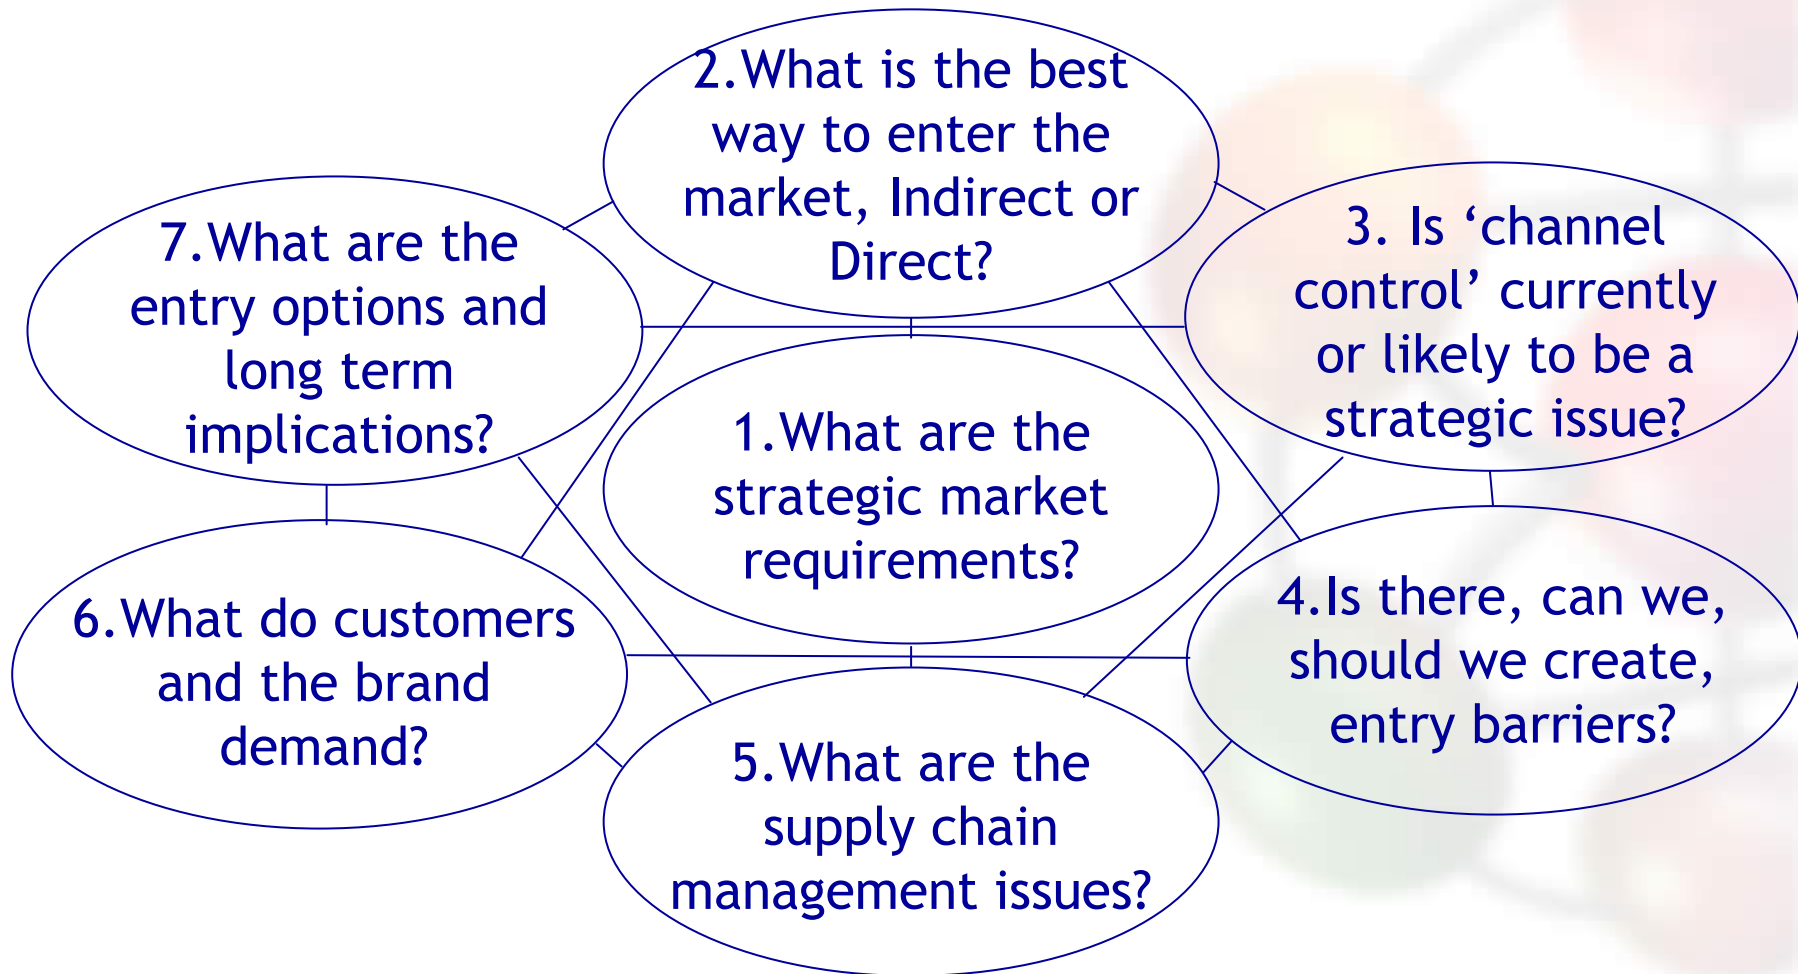 2.What is the best
way to enter the
market, Indirect or
Direct?
7.What are the
entry options and
long term
implications?
3. Is ‘channel
control’ currently
or likely to be a
strategic issue?
1.What are the
strategic market
requirements?
6.What do customers
and the brand
demand?
4.Is there, can we,
should we create,
entry barriers?
5.What are the
supply chain
management issues?